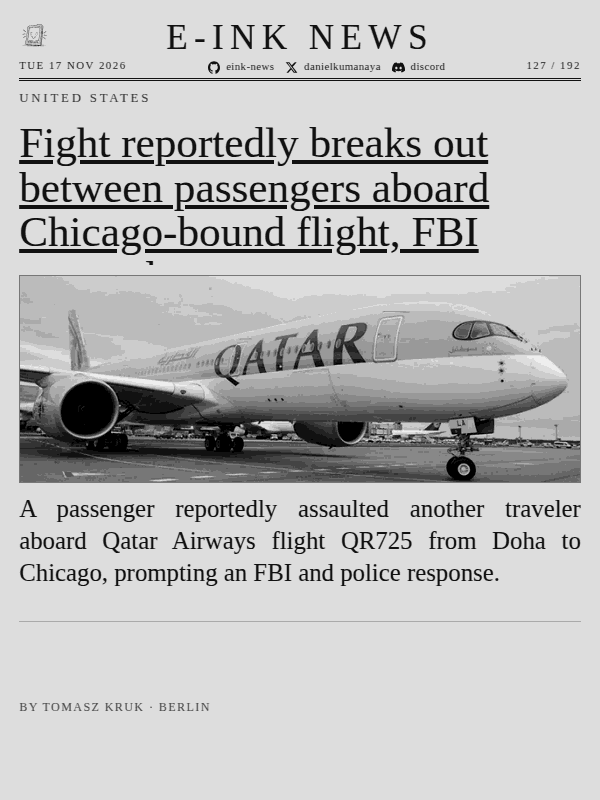 E-INK NEWS
TUE 17 NOV 2026
eink-news
danielkumanaya
discord
127 / 192
UNITED STATES
Fight reportedly breaks out
between passengers aboard
Chicago-bound flight, FBI
QATAR
LA
A passenger reportedly assaulted another traveler
aboard Qatar Airways flight QR725 from Doha to
Chicago, prompting an FBI and police response.
BY TOMASZ KRUK · BERLIN